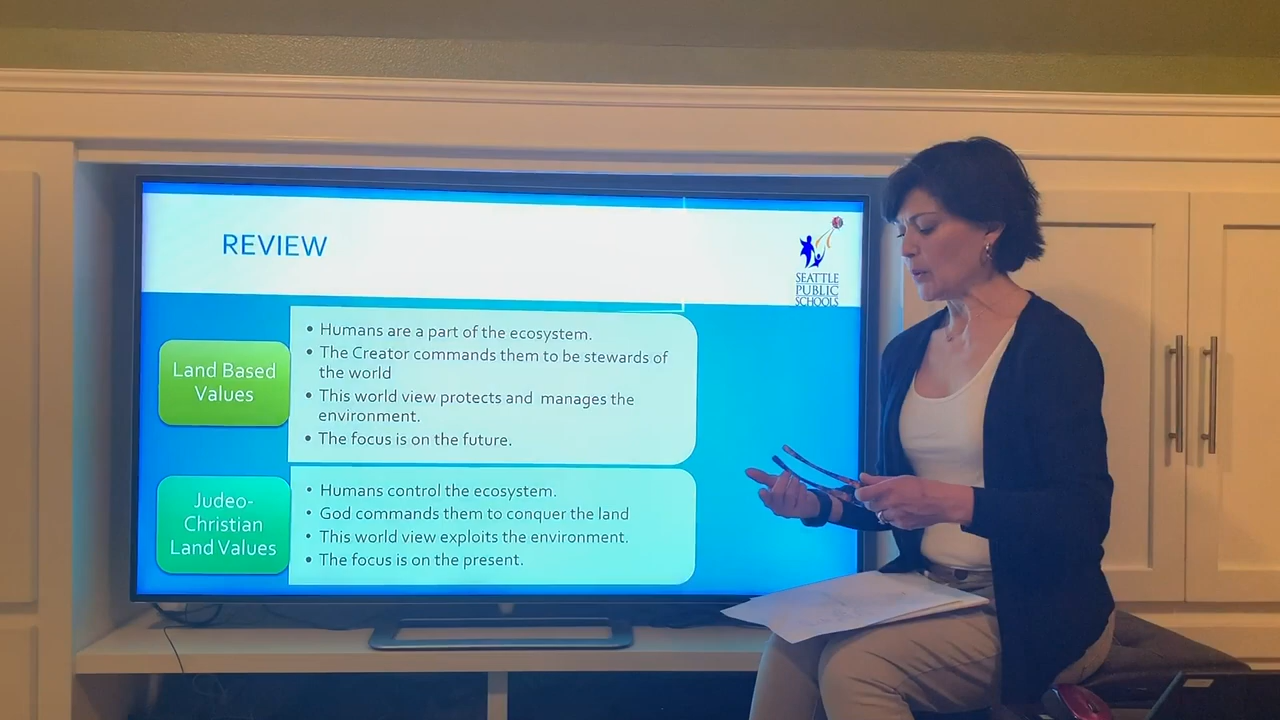 REVIEW
SEATTLE
PUBLIC
SCHOOLS
Land Based
Values
• Humans are a part of the ecosystem.
• The Creator commands them to be stewards of
the world
• This world view protects and manages the
environment.
• The focus is on the future.
Judeo-
Christian
Land Values
• Humans control the ecosystem.
• God commands them to conquer the land
• This world view exploits the environment.
• The focus is on the present.